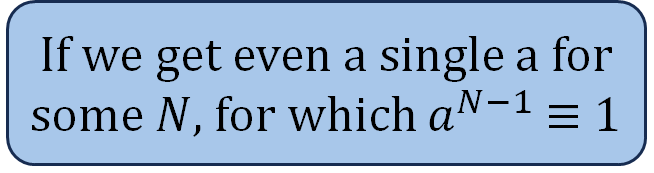 If we get even a single a for
some N, for which a^{N-1} ≡ 1